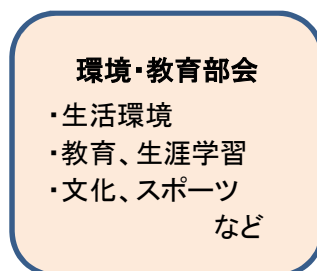 環境・教育部会
・生活環境
・教育、生涯学習
・文化、スポーツ
など